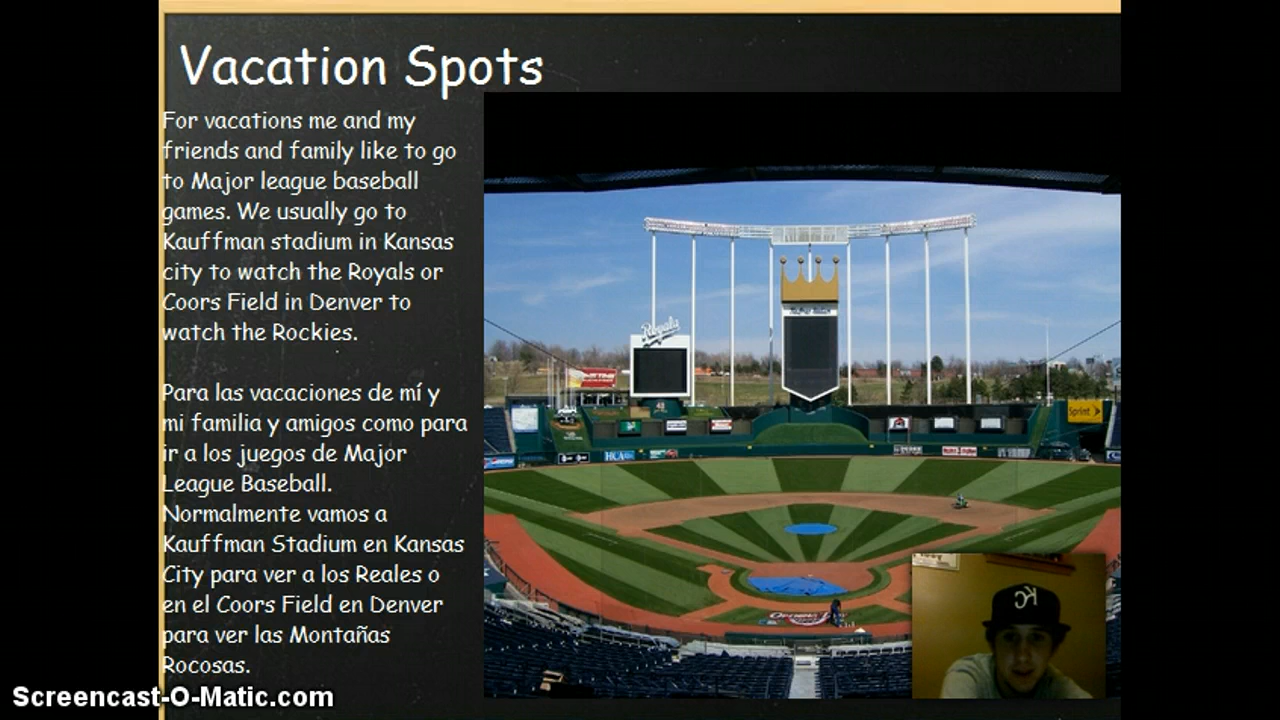 Vacation Spots
For vacations me and my
friends and family like to go
to Major league baseball
games. We usually go to
Kauffman stadium in Kansas
city to watch the Royals or
Coors Field in Denver to
watch the Rockies.
Para las vacaciones de mí y
mi familia y amigos como para
ir a los juegos de Major
League Baseball.
Normalmente vamos a
Kauffman Stadium en Kansas
City para ver a los Reales o
en el Coors Field en Denver
para ver las Montañas
Rocosas.
Royals
Sprint
HCA
KC
Screencast-O-Matic.com